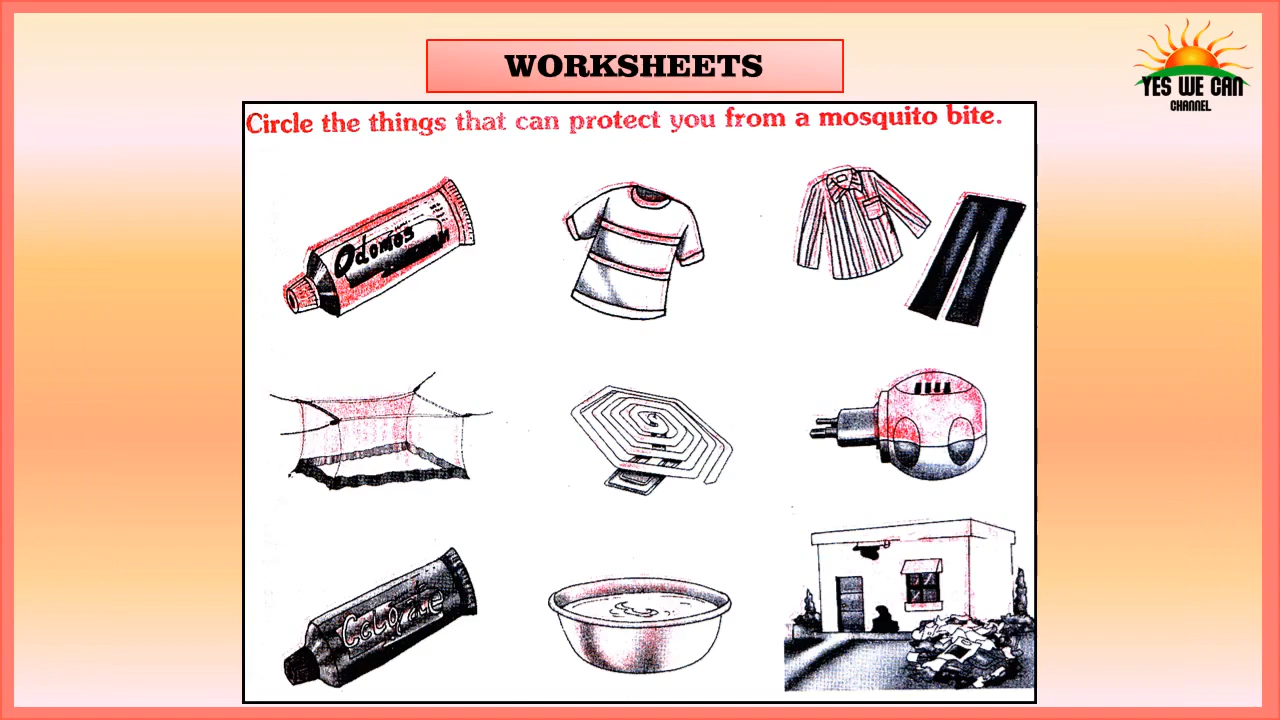 WORKSHEETS
YES WE CAN
CHANNEL
Circle the things that can protect you from a mosquito bite.
Odomos
Colgate